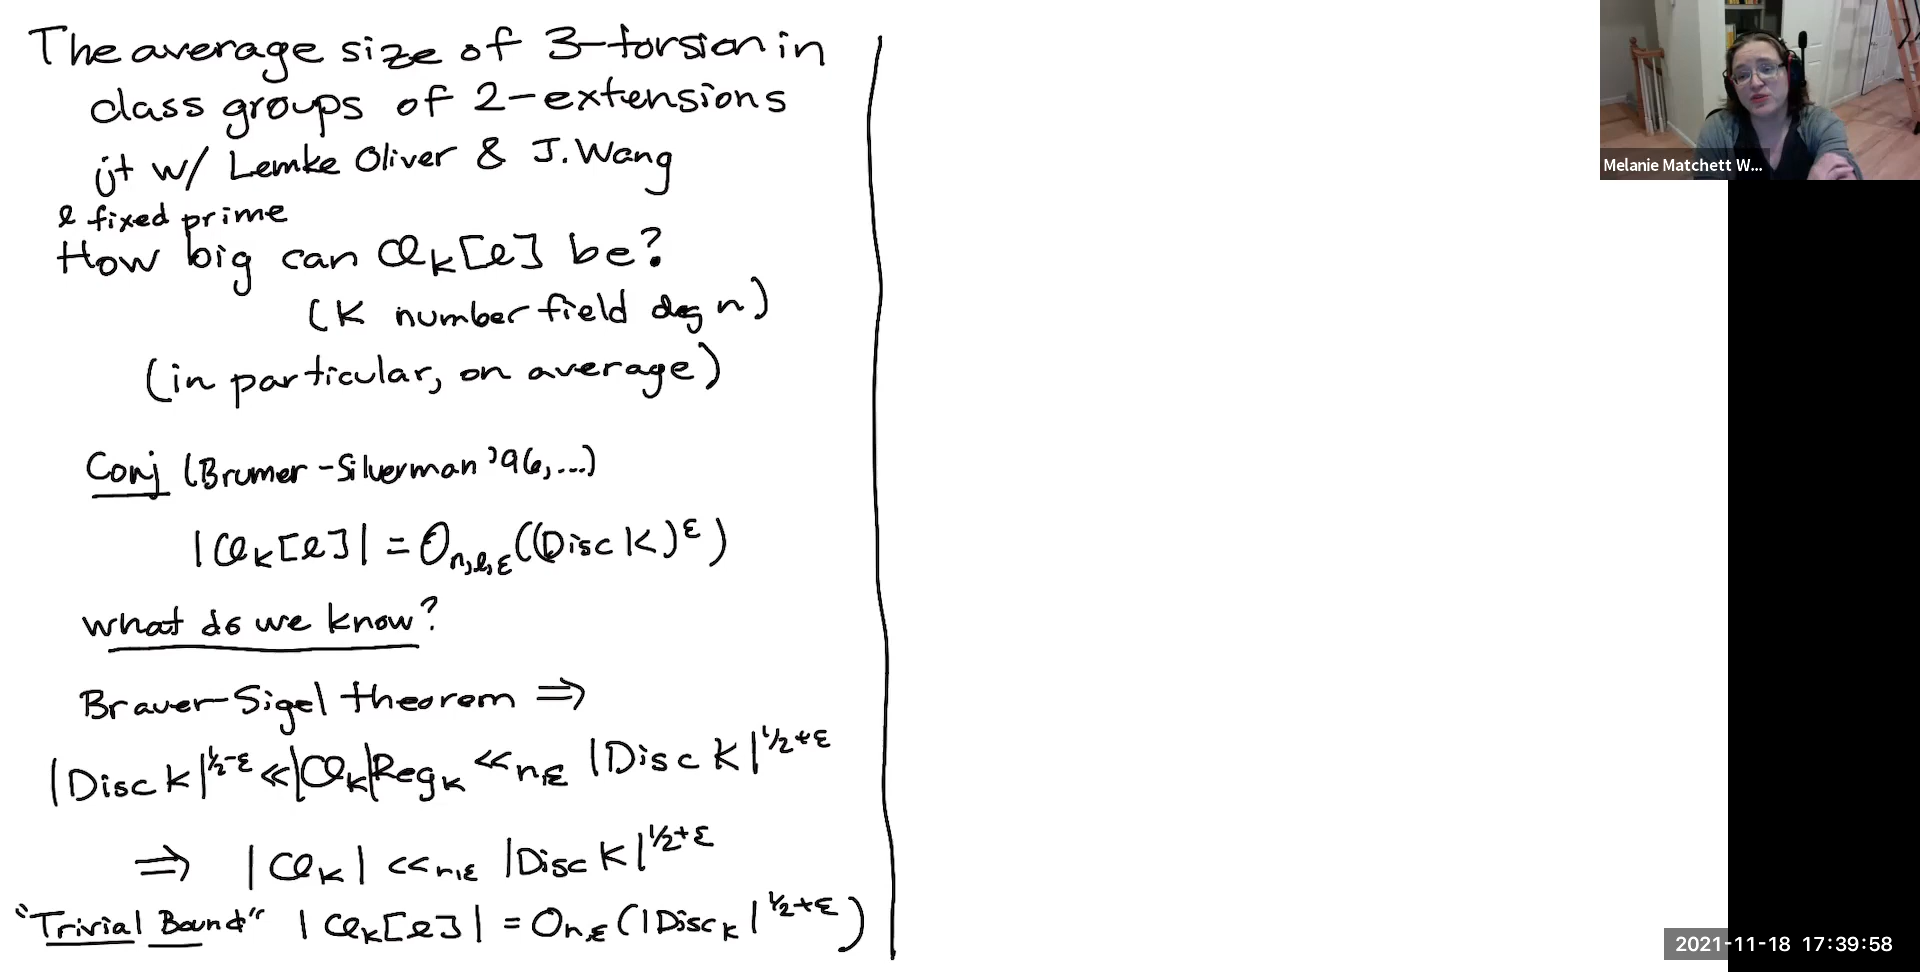 The average size of 3-torsion in
class groups of 2-extensions
jt w/ Lemke Oliver & J. Wang
ℓ fixed prime
How big can Cl_K[ℓ] be?
(K number field deg n)
(in particular, on average)
Conj (Brumer-Silverman '96,...)
|Cl_K[ℓ]| = O_{n,ℓ,ε}((Disc K)^ε)
what do we know?
Brauer-Sigel theorem ⇒
|Disc K|^{1/2-ε} ≪ |Cl_K|Reg_K ≪_{n,ε} |Disc K|^{1/2+ε}
⇒ |Cl_K| ≪_{n,ε} |Disc K|^{1/2+ε}
"Trivial Bound" |Cl_K[ℓ]| = O_{n,ε}(|Disc_K|^{1/2+ε})
Melanie Matchett W...
2021-11-18 17:39:58